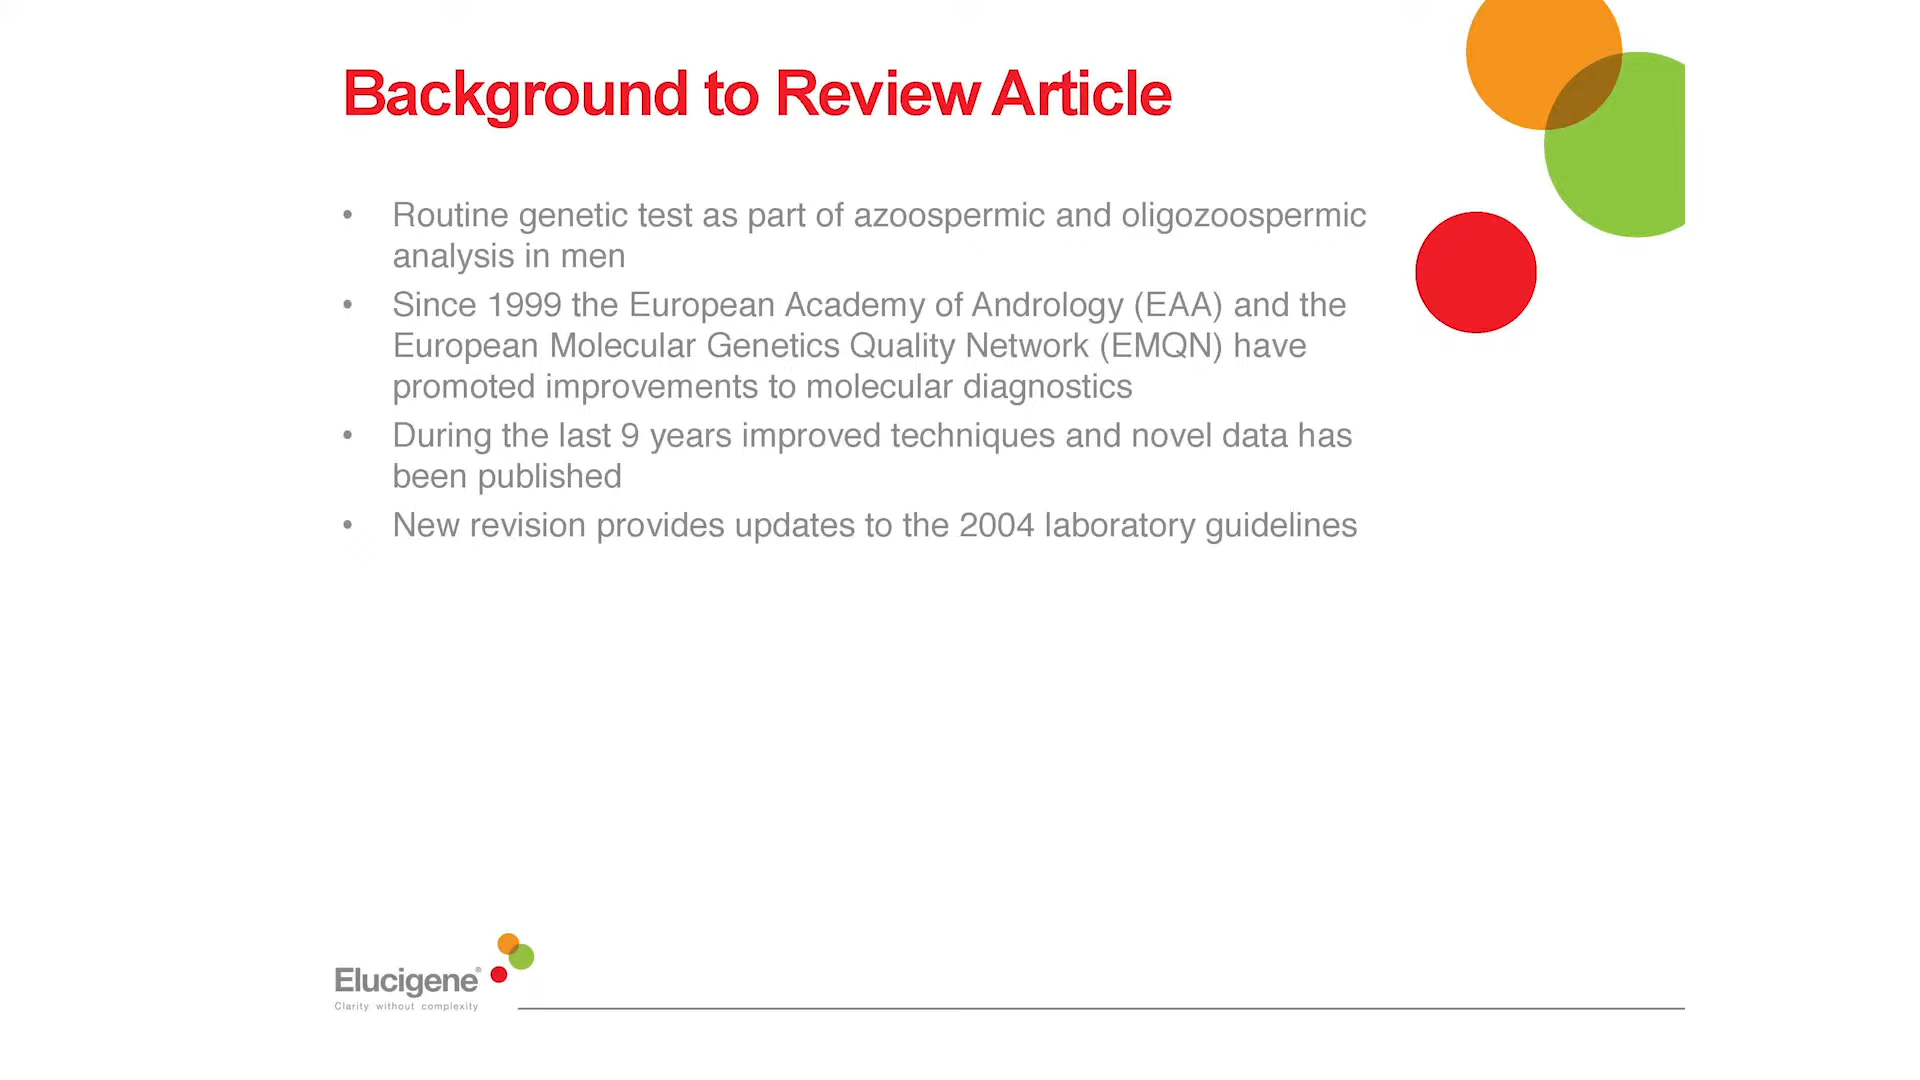 Background to Review Article
• Routine genetic test as part of azoospermic and oligozoospermic
analysis in men
• Since 1999 the European Academy of Andrology (EAA) and the
European Molecular Genetics Quality Network (EMQN) have
promoted improvements to molecular diagnostics
• During the last 9 years improved techniques and novel data has
been published
• New revision provides updates to the 2004 laboratory guidelines
Elucigene®
Clarity without complexity